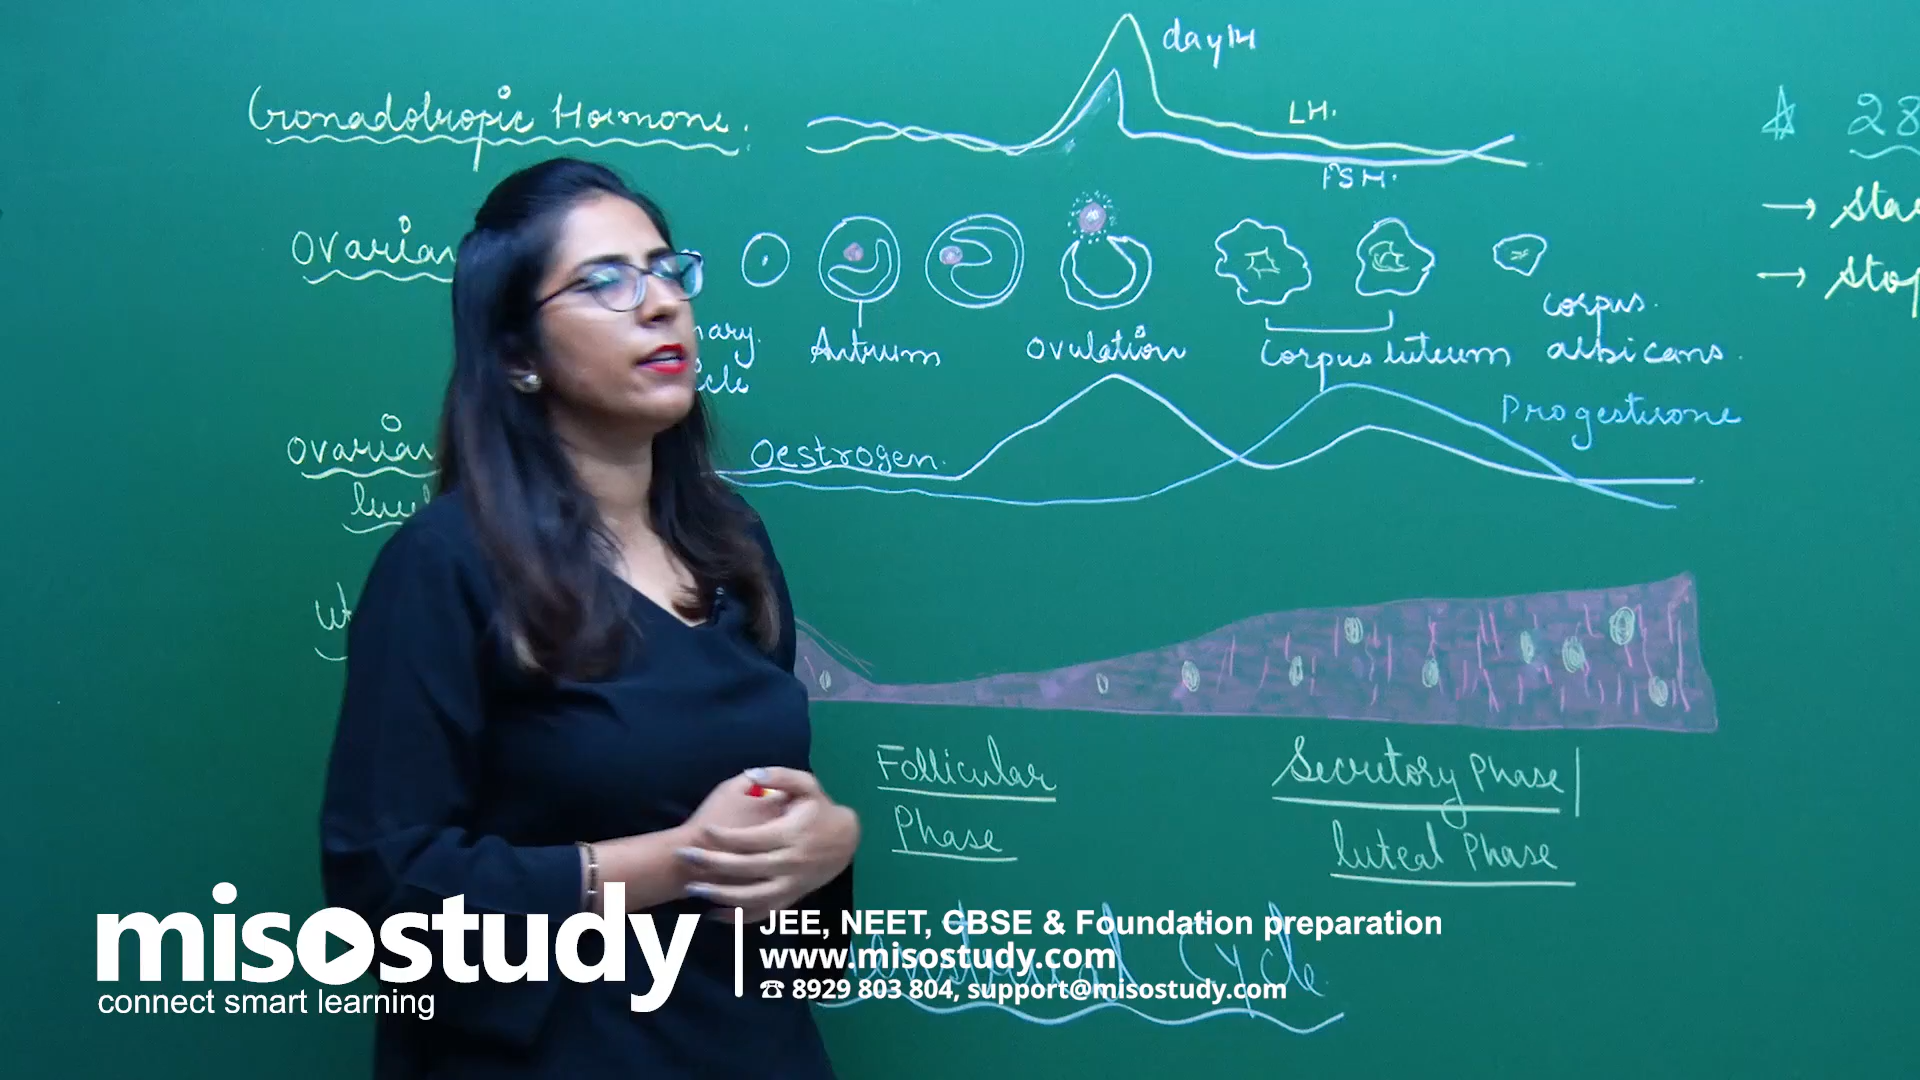 day14
Gonadotropic Hormone.
LH.
FSH.
28
→ Sta
→ Stop
Ovarian
Antrum
Ovulation
Corpus luteum
corpus.
albicans.
Progesterone
Ovarian
Oestrogen.
Follicular
Phase
Secretory Phase|
luteal Phase
Cycle
misostudy
connect smart learning
JEE, NEET, CBSE & Foundation preparation
www.misostudy.com
☎ 8929 803 804, support@misostudy.com